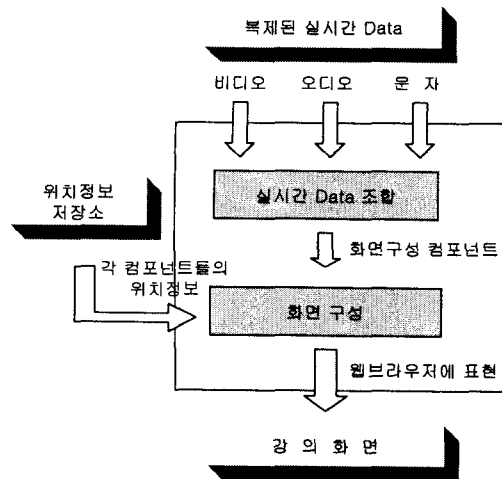 복제된 실시간 Data
비디오 오디오 문 자
실시간 Data 조합
위치정보
저장소
화면구성 컴포넌트
각 컴포넌트들의
위치정보
화면 구성
웹브라우저에 표현
강 의 화 면